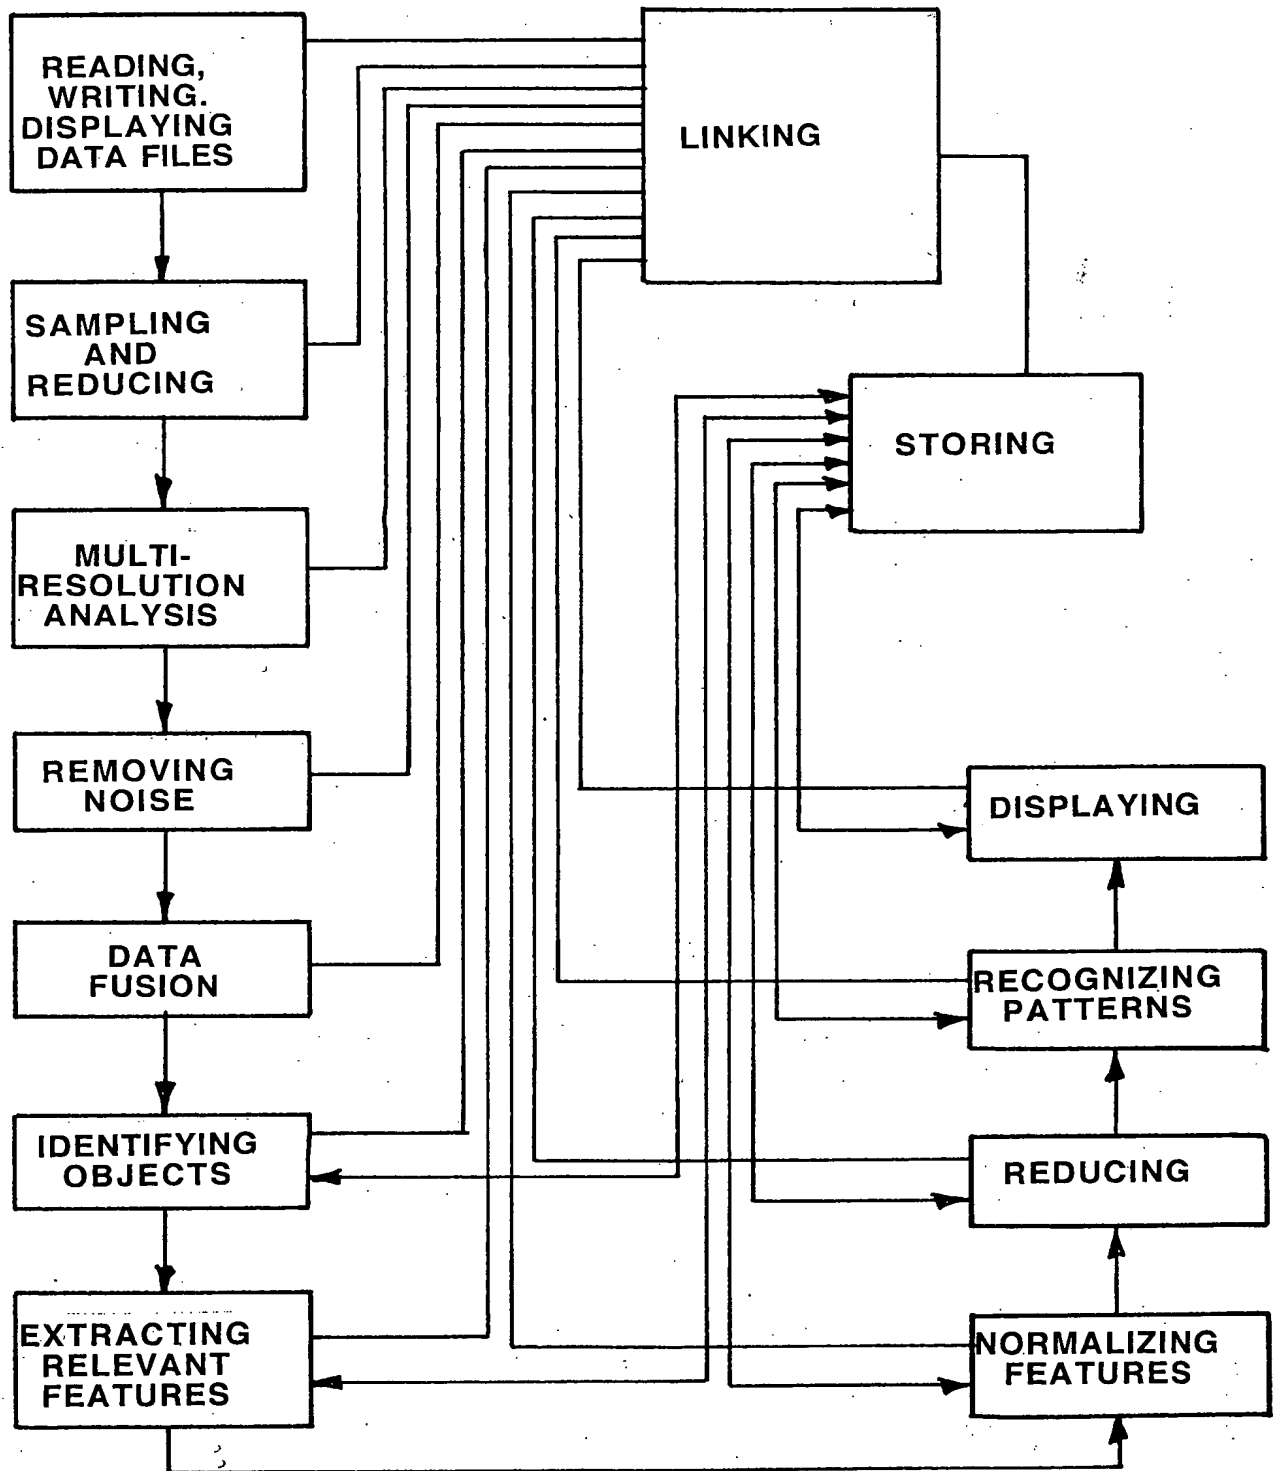 READING,
WRITING.
DISPLAYING
DATA FILES
LINKING
SAMPLING
AND
REDUCING
STORING
MULTI-
RESOLUTION
ANALYSIS
REMOVING
NOISE
DISPLAYING
DATA
FUSION
RECOGNIZING
PATTERNS
IDENTIFYING
OBJECTS
REDUCING
EXTRACTING
RELEVANT
FEATURES
NORMALIZING
FEATURES